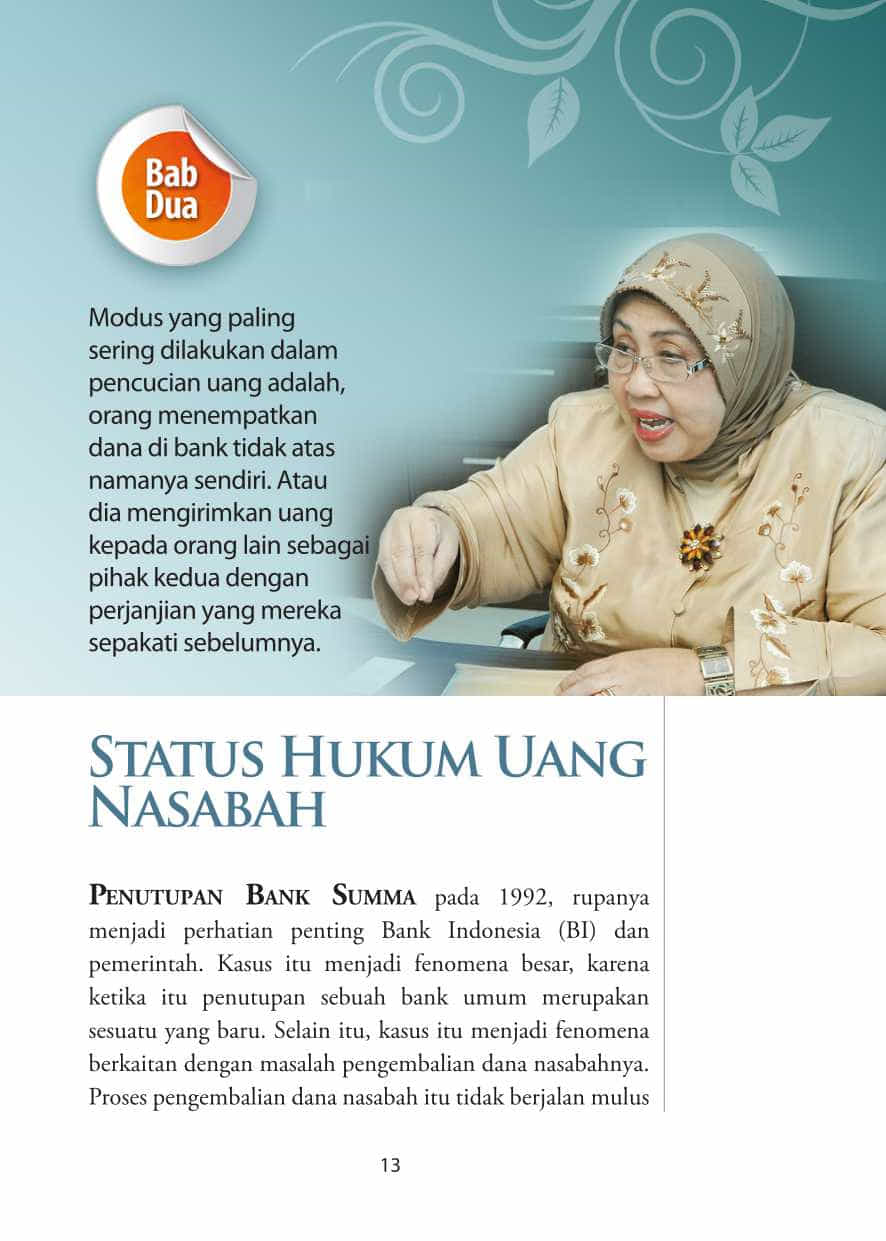 Bab
Dua
Modus yang paling
sering dilakukan dalam
pencucian uang adalah,
orang menempatkan
dana di bank tidak atas
namanya sendiri. Atau
dia mengirimkan uang
kepada orang lain sebagai
pihak kedua dengan
perjanjian yang mereka
sepakati sebelumnya.
STATUS HUKUM UANG
NASABAH
PENUTUPAN BANK SUMMA pada 1992, rupanya
menjadi perhatian penting Bank Indonesia (BI) dan
pemerintah. Kasus itu menjadi fenomena besar, karena
ketika itu penutupan sebuah bank umum merupakan
sesuatu yang baru. Selain itu, kasus itu menjadi fenomena
berkaitan dengan masalah pengembalian dana nasabahnya.
Proses pengembalian dana nasabah itu tidak berjalan mulus
13